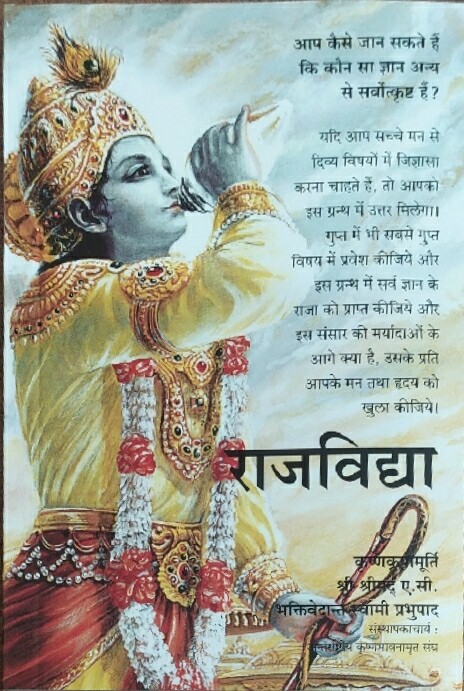 आप कैसे जान सकते हैं
कि कौन सा ज्ञान अन्य
से सर्वोत्कृष्ट हैं?
यदि आप सच्चे मन से
दिव्य विषयों में जिज्ञासा
करना चाहते हैं, तो आपको
इस ग्रन्थ में उत्तर मिलेगा।
गुप्त में भी सबसे गुप्त
विषय में प्रवेश कीजिये और
इस ग्रन्थ में सर्व ज्ञान के
राजा को प्राप्त कीजिये और
इस संसार की मर्यादाओं के
आगे क्या है, उसके प्रति
आपके मन तथा हृदय को
खुला कीजिये।
राजविद्या
कृष्णकृपामूर्ति
श्री श्रीमद् ए.सी.
भक्तिवेदान्त स्वामी प्रभुपाद
संस्थापकाचार्य :
अन्तर्राष्ट्रीय कृष्णभावनामृत संघ